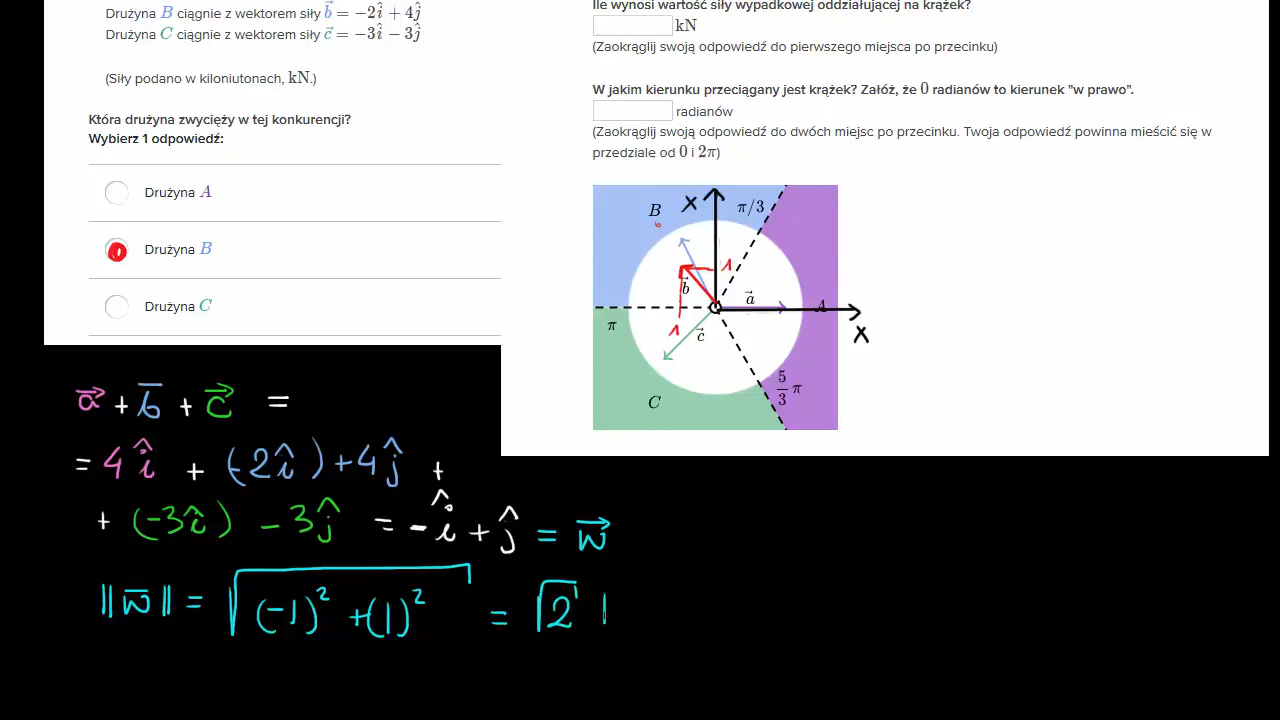 Drużyna B ciągnie z wektorem siły b⃗ = −2î + 4ĵ
Drużyna C ciągnie z wektorem siły c⃗ = −3î − 3ĵ
(Siły podano w kiloniutonach, kN.)
Która drużyna zwycięży w tej konkurencji?
Wybierz 1 odpowiedź:
Drużyna A
Drużyna B
Drużyna C
Ile wynosi wartość siły wypadkowej oddziałującej na krążek?
kN
(Zaokrąglij swoją odpowiedź do pierwszego miejsca po przecinku)
W jakim kierunku przeciągany jest krążek? Załóż, że 0 radianów to kierunek "w prawo".
radianów
(Zaokrąglij swoją odpowiedź do dwóch miejsc po przecinku. Twoja odpowiedź powinna mieścić się w
przedziale od 0 i 2π)
B X π/3
1
b⃗ a⃗ A
π 1 c⃗ X
5/3 π
C
a⃗ + b⃗ + c⃗ =
= 4î + (-2î) + 4ĵ +
+ (-3î) - 3ĵ = -î + ĵ = w⃗
||w⃗|| = √(-1)² + (1)² = √2